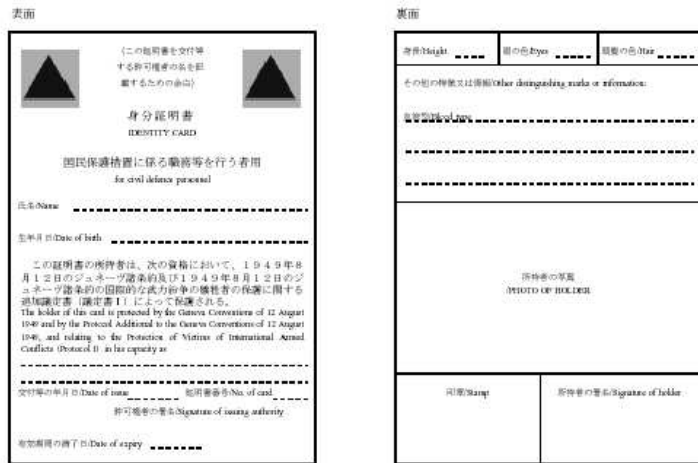 表面
(この証明書を交付等
する許可権者の名を記
載するための余白)
身分証明書
IDENTITY CARD
国民保護措置に係る職務等を行う者用
for civil defence personnel
氏名/Name
生年月日/Date of birth
この証明書の所持者は、次の資格において、1949年8
月12日のジュネーヴ諸条約及び1949年8月12日のジ
ュネーヴ諸条約の国際的な武力紛争の犠牲者の保護に関する
追加議定書(議定書Ⅰ)によって保護される。
The holder of this card is protected by the Geneva Conventions of 12 August
1949 and by the Protocol Additional to the Geneva Conventions of 12 August
1949, and relating to the Protection of Victims of International Armed
Conflicts (Protocol I) in his capacity as
交付等の年月日/Date of issue 証明書番号/No. of card
許可権者の署名/Signature of issuing authority
有効期間の満了日/Date of expiry
裏面
身長/Height 眼の色/Eyes 頭髪の色/Hair
その他の特徴又は情報/Other distinguishing marks or information:
血液型/Blood type
所持者の写真
/PHOTO OF HOLDER
印章/Stamp 所持者の署名/Signature of holder